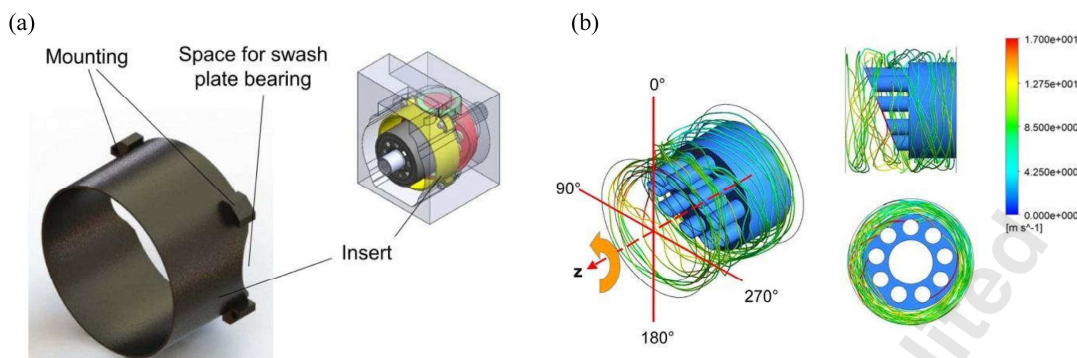 (a)
Mounting
Space for swash
plate bearing
Insert
(b)
0°
90°
z
270°
180°
1.700e+001
1.275e+001
8.500e+000
4.250e+000
0.000e+000
[m s^-1]
dited